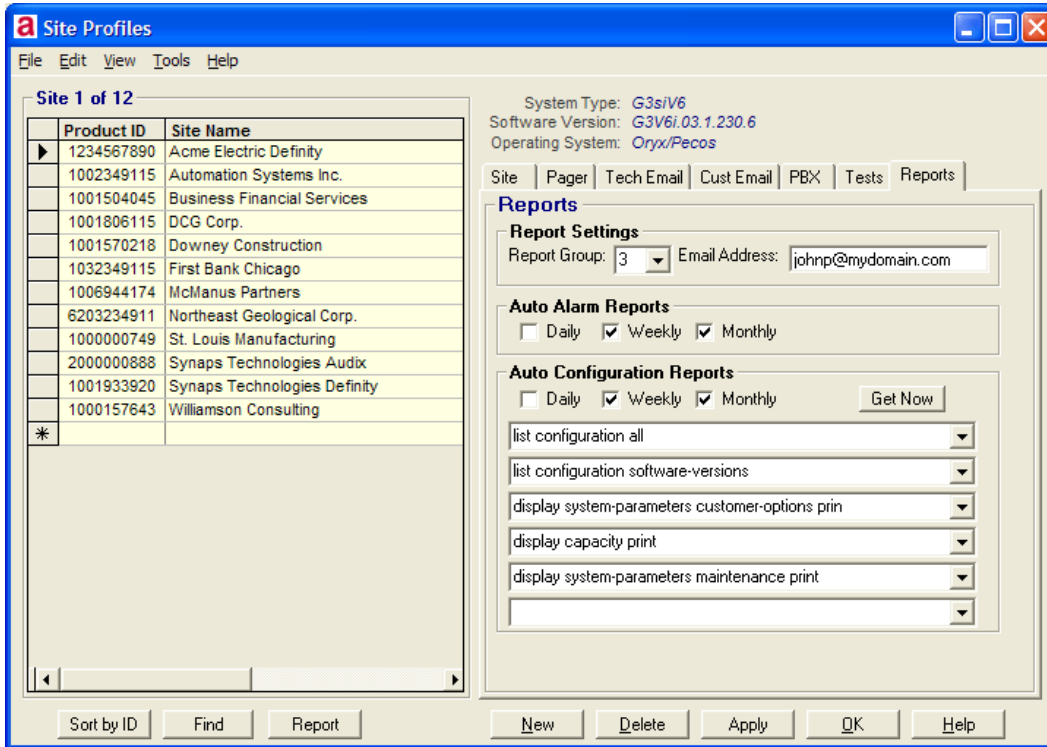 a Site Profiles
File Edit View Tools Help
Site 1 of 12
Product ID Site Name
1234567890 Acme Electric Definity
1002349115 Automation Systems Inc.
1001504045 Business Financial Services
1001806115 DCG Corp.
1001570218 Downey Construction
1032349115 First Bank Chicago
1006944174 McManus Partners
6203234911 Northeast Geological Corp.
1000000749 St. Louis Manufacturing
2000000888 Synaps Technologies Audix
1001933920 Synaps Technologies Definity
1000157643 Williamson Consulting
Sort by ID Find Report
System Type: G3siV6
Software Version: G3V6i.03.1.230.6
Operating System: Oryx/Pecos
Site Pager Tech Email Cust Email PBX Tests Reports
Reports
Report Settings
Report Group: 3 Email Address: johnp@mydomain.com
Auto Alarm Reports
Daily Weekly Monthly
Auto Configuration Reports
Daily Weekly Monthly Get Now
list configuration all
list configuration software-versions
display system-parameters customer-options prin
display capacity print
display system-parameters maintenance print
New Delete Apply OK Help